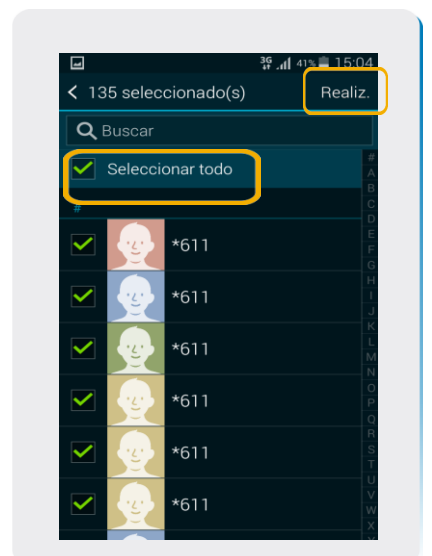 3G 41% 15:04
135 seleccionado(s) Realiz.
Buscar
Seleccionar todo
#
*611
*611
*611
*611
*611
*611
#
A
B
C
D
E
F
G
H
I
J
K
L
M
N
O
P
Q
R
S
T
U
V
W
X